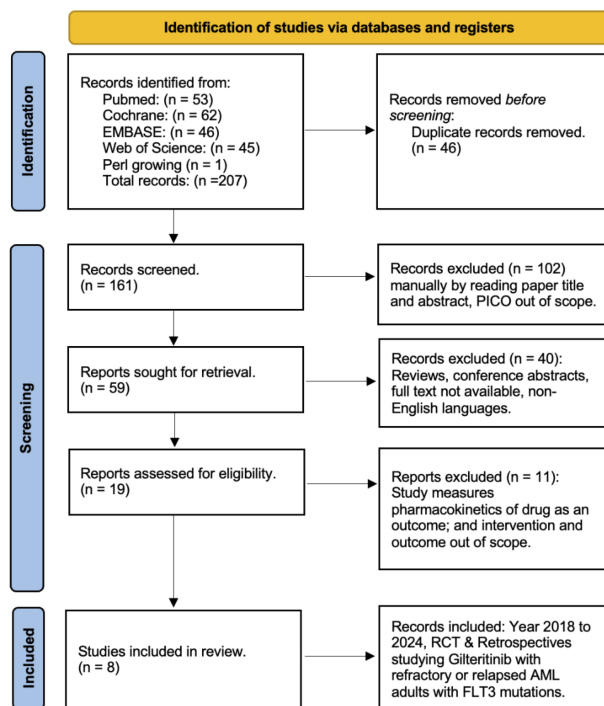 Identification of studies via databases and registers
Identification
Records identified from:
Pubmed: (n = 53)
Cochrane: (n = 62)
EMBASE: (n = 46)
Web of Science: (n = 45)
Perl growing (n = 1)
Total records: (n =207)
Records removed before
screening:
Duplicate records removed.
(n = 46)
Screening
Records screened.
(n = 161)
Records excluded (n = 102)
manually by reading paper title
and abstract, PICO out of scope.
Reports sought for retrieval.
(n = 59)
Records excluded (n = 40):
Reviews, conference abstracts,
full text not available, non-
English languages.
Reports assessed for eligibility.
(n = 19)
Reports excluded (n = 11):
Study measures
pharmacokinetics of drug as an
outcome; and intervention and
outcome out of scope.
Included
Studies included in review.
(n = 8)
Records included: Year 2018 to
2024, RCT & Retrospectives
studying Gilteritinib with
refractory or relapsed AML
adults with FLT3 mutations.